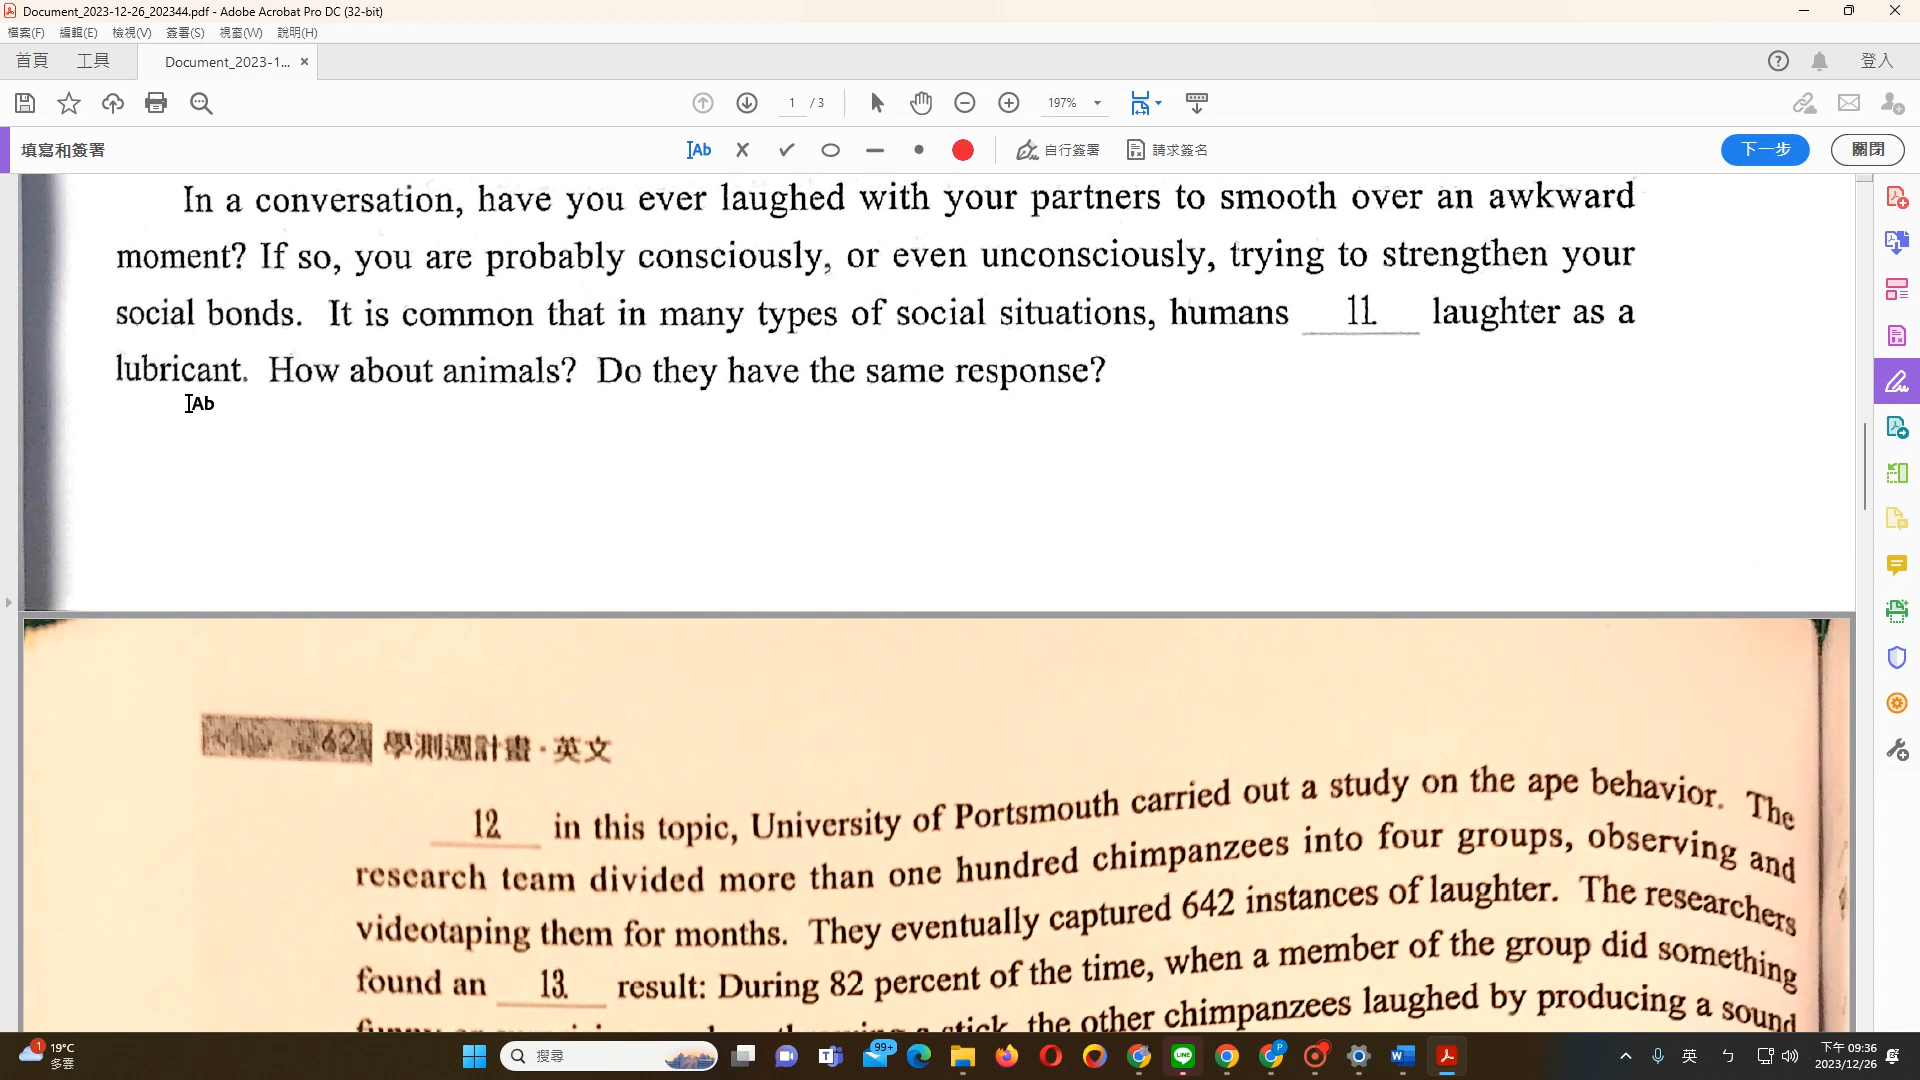 Document_2023-12-26_202344.pdf - Adobe Acrobat Pro DC (32-bit)
檔案(F) 編輯(E) 檢視(V) 簽署(S) 視窗(W) 說明(H)
首頁 工具 Document_2023-1... × 登入
1 / 3 197%
填寫和簽署 Ab 自行簽署 請求簽名 下一步 關閉
In a conversation, have you ever laughed with your partners to smooth over an awkward
moment? If so, you are probably consciously, or even unconsciously, trying to strengthen your
social bonds. It is common that in many types of social situations, humans 11. laughter as a
lubricant. How about animals? Do they have the same response?
Ab
62 學測週計畫·英文
12. in this topic, University of Portsmouth carried out a study on the ape behavior. The
research team divided more than one hundred chimpanzees into four groups, observing and
videotaping them for months. They eventually captured 642 instances of laughter. The researchers
found an 13. result: During 82 percent of the time, when a member of the group did something
a stick, the other chimpanzees laughed by producing a sound
1 19°C
多雲
搜尋
99+
P
英
ㄅ
下午 09:36
2023/12/26